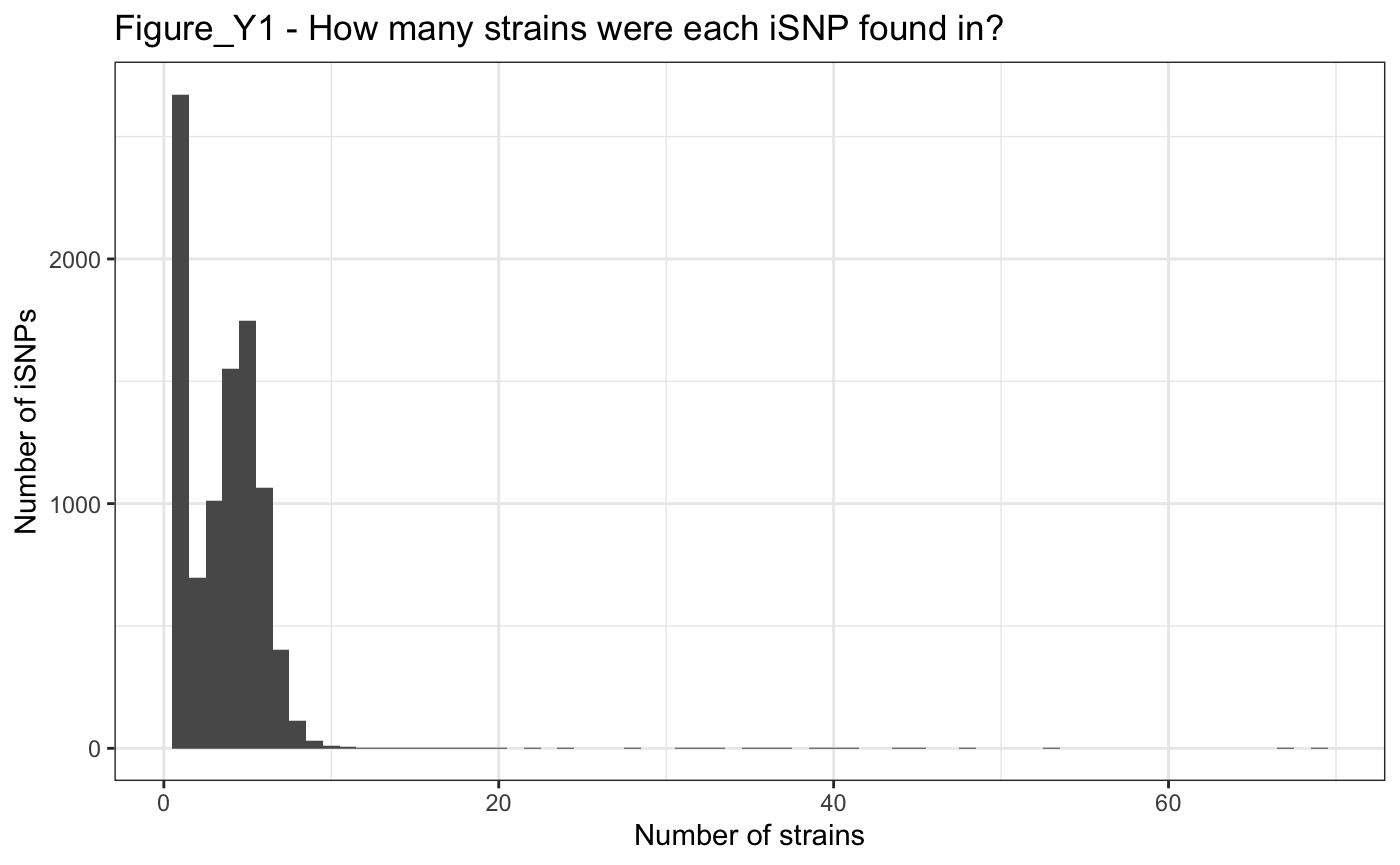 Figure_Y1 - How many strains were each iSNP found in?
Number of iSNPs
2000
1000
0
0 20 40 60
Number of strains